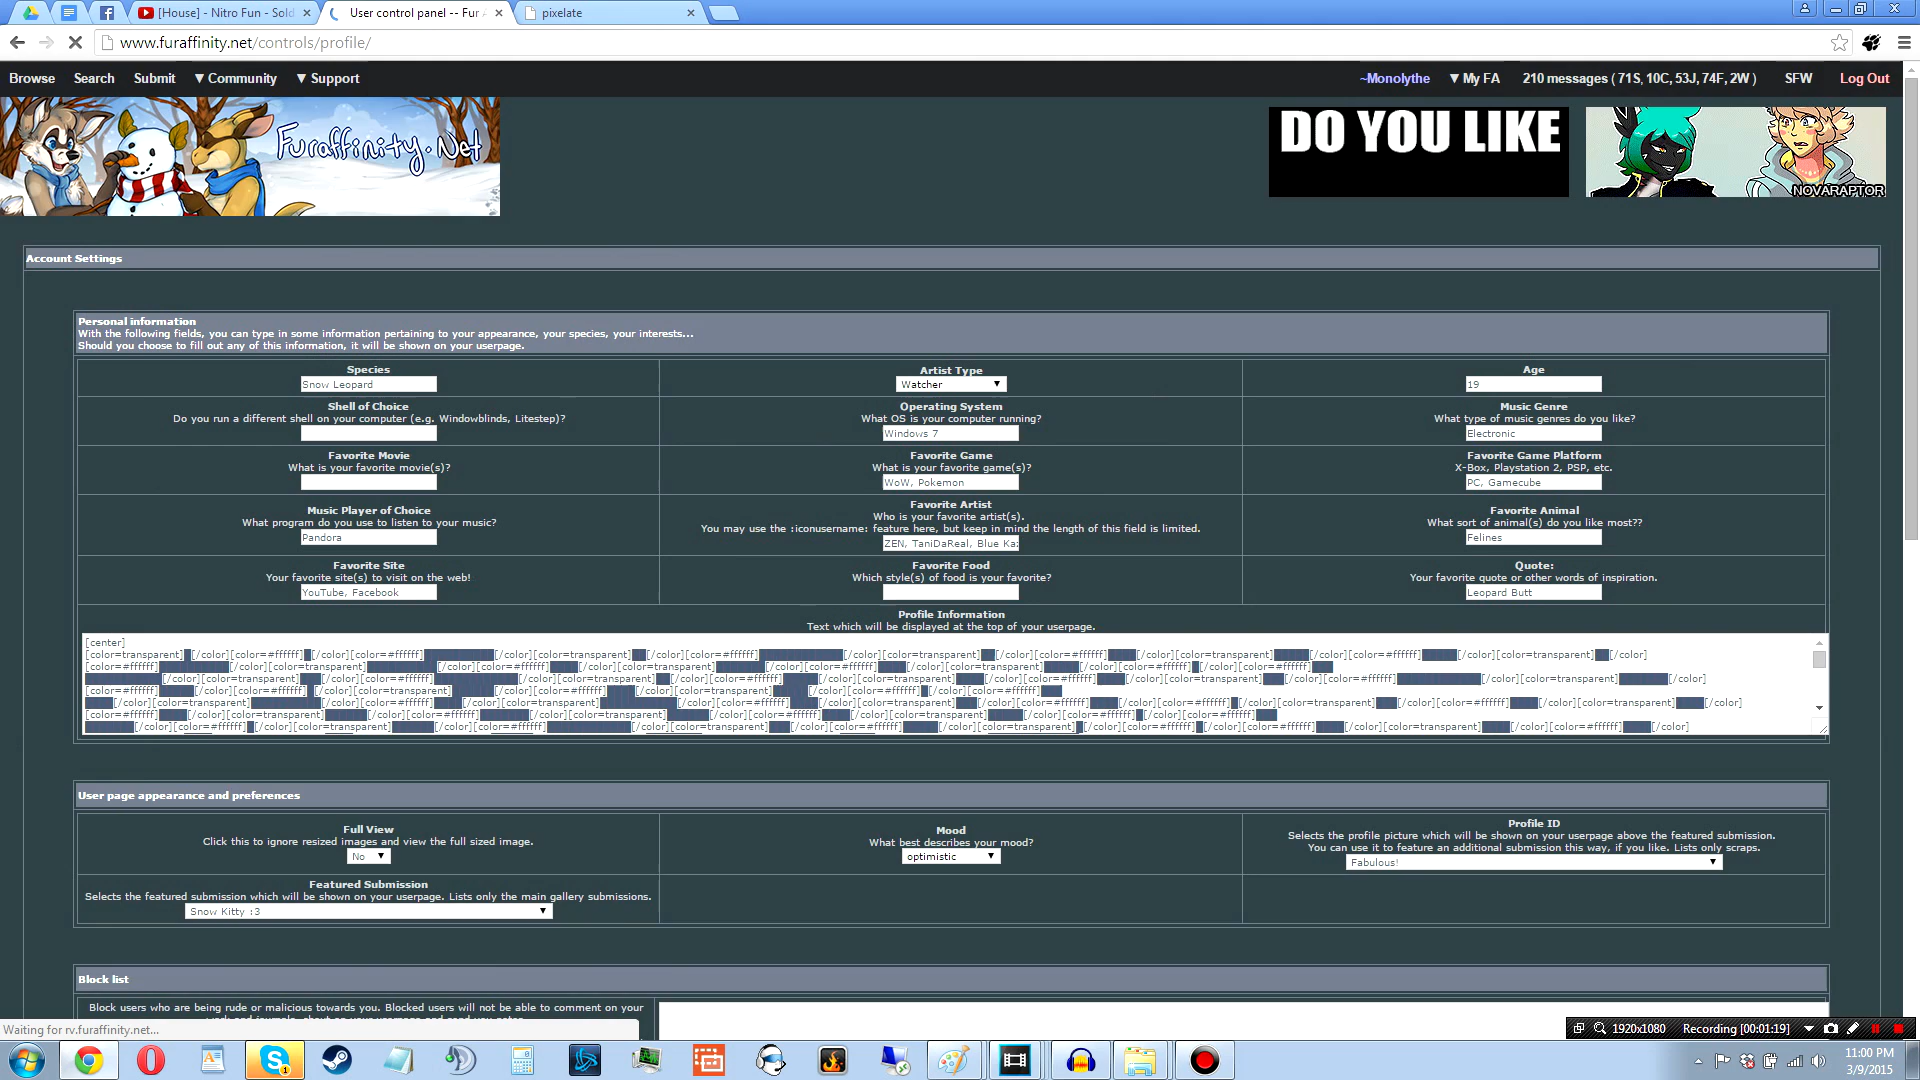 [House] - Nitro Fun - Sold
User control panel -- Fur A
pixelate
www.furaffinity.net/controls/profile/
Browse Search Submit ▼ Community ▼ Support
~Monolythe ▼ My FA 210 messages ( 71S, 10C, 53J, 74F, 2W ) SFW Log Out
Furaffinity.Net
DO YOU LIKE
NOVARAPTOR
Account Settings
Personal information
With the following fields, you can type in some information pertaining to your appearance, your species, your interests...
Should you choose to fill out any of this information, it will be shown on your userpage.
Species
Snow Leopard
Artist Type
Watcher
Age
19
Shell of Choice
Do you run a different shell on your computer (e.g. Windowblinds, Litestep)?
Operating System
What OS is your computer running?
Windows 7
Music Genre
What type of music genres do you like?
Electronic
Favorite Movie
What is your favorite movie(s)?
Favorite Game
What is your favorite game(s)?
WoW, Pokemon
Favorite Game Platform
X-Box, Playstation 2, PSP, etc.
PC, Gamecube
Music Player of Choice
What program do you use to listen to your music?
Pandora
Favorite Artist
Who is your favorite artist(s).
You may use the :iconusername: feature here, but keep in mind the length of this field is limited.
ZEN, TaniDaReal, Blue Ka
Favorite Animal
What sort of animal(s) do you like most??
Felines
Favorite Site
Your favorite site(s) to visit on the web!
YouTube, Facebook
Favorite Food
Which style(s) of food is your favorite?
Quote:
Your favorite quote or other words of inspiration.
Leopard Butt
Profile Information
Text which will be displayed at the top of your userpage.
[center]
User page appearance and preferences
Full View
Click this to ignore resized images and view the full sized image.
No
Mood
What best describes your mood?
optimistic
Profile ID
Selects the profile picture which will be shown on your userpage above the featured submission.
You can use it to feature an additional submission this way, if you like. Lists only scraps.
Fabulous!
Featured Submission
Selects the featured submission which will be shown on your userpage. Lists only the main gallery submissions.
Snow Kitty :3
Block list
Block users who are being rude or malicious towards you. Blocked users will not be able to comment on your
Waiting for rv.furaffinity.net...
1920x1080 Recording [00:01:19]
11:00 PM
3/9/2015